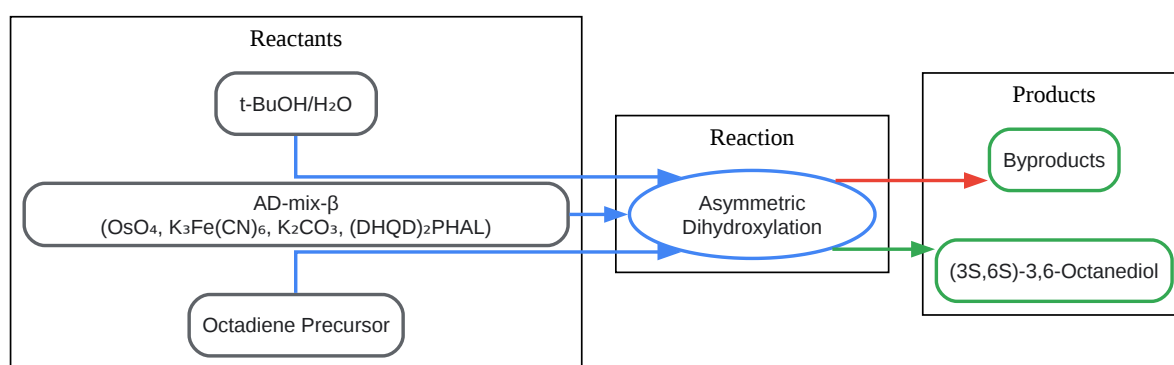 Reactants
t-BuOH/H₂O
AD-mix-β
(OsO₄, K₃Fe(CN)₆, K₂CO₃, (DHQD)₂PHAL)
Octadiene Precursor
Reaction
Asymmetric
Dihydroxylation
Products
Byproducts
(3S,6S)-3,6-Octanediol